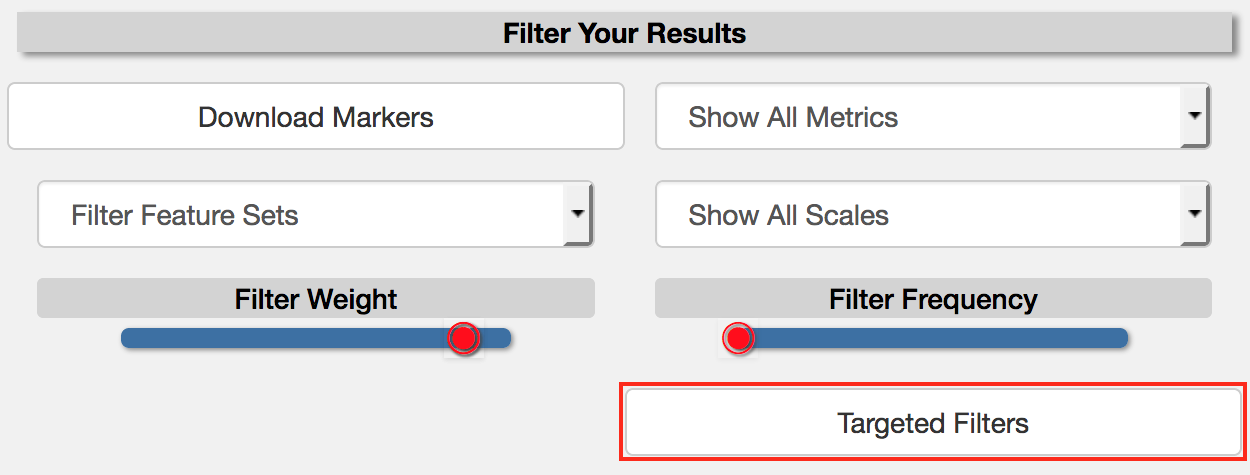 Filter Your Results
Download Markers
Show All Metrics
Filter Feature Sets
Show All Scales
Filter Weight
Filter Frequency
Targeted Filters